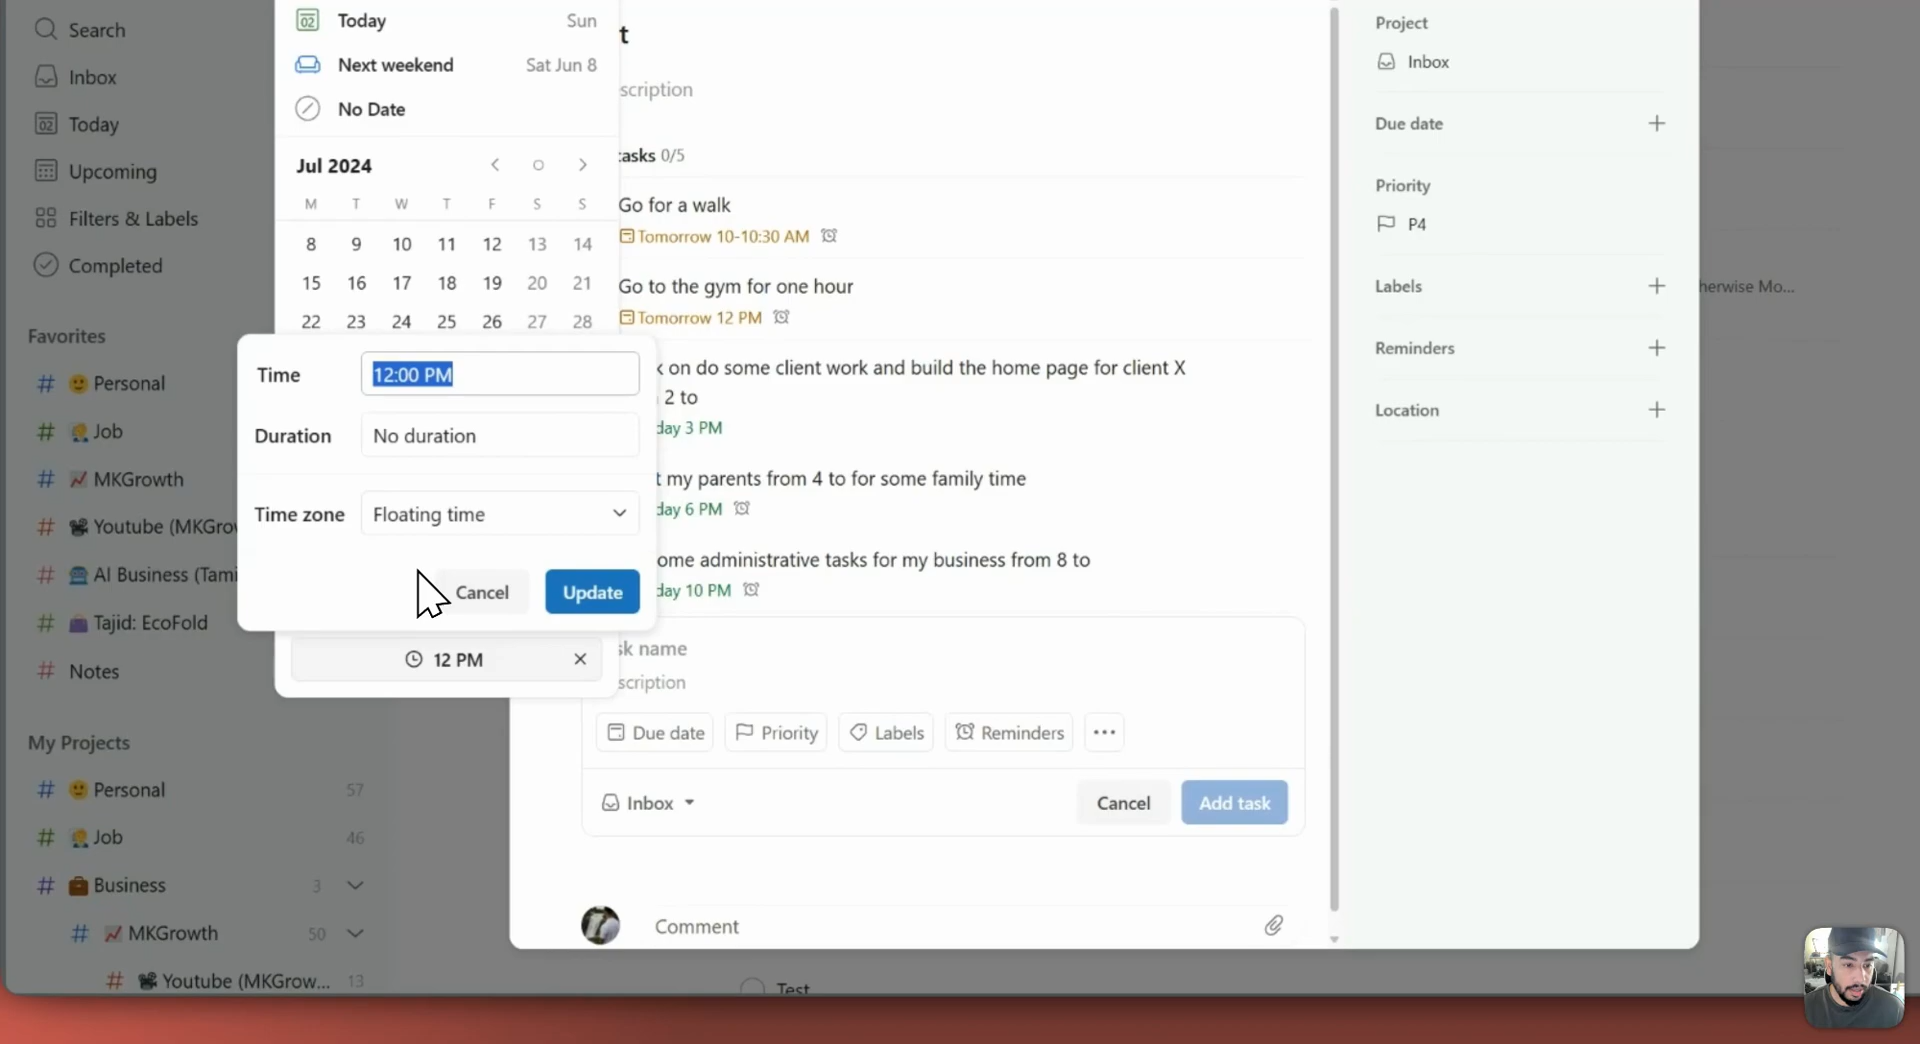 Search
Inbox
02 Today
Upcoming
Filters & Labels
Completed
Favorites
# Personal
# Job
# MKGrowth
# Youtube (MKGrov
# AI Business (Tami
# Tajid: EcoFold
# Notes
My Projects
# Personal 57
# Job 46
# Business 3
# MKGrowth 50
# Youtube (MKGrow... 13
02 Today Sun
Next weekend Sat Jun 8
No Date
Jul 2024
M T W T F S S
8 9 10 11 12 13 14
15 16 17 18 19 20 21
22 23 24 25 26 27 28
Time 12:00 PM
Duration No duration
Time zone Floating time
Cancel Update
12 PM
t
scription
tasks 0/5
Go for a walk
Tomorrow 10-10:30 AM
Go to the gym for one hour
Tomorrow 12 PM
k on do some client work and build the home page for client X
2 to
day 3 PM
t my parents from 4 to for some family time
day 6 PM
ome administrative tasks for my business from 8 to
day 10 PM
sk name
scription
Due date Priority Labels Reminders ...
Inbox Cancel Add task
Comment
Test
Project
Inbox
Due date
Priority
P4
Labels
Reminders
Location
herwise Mo...